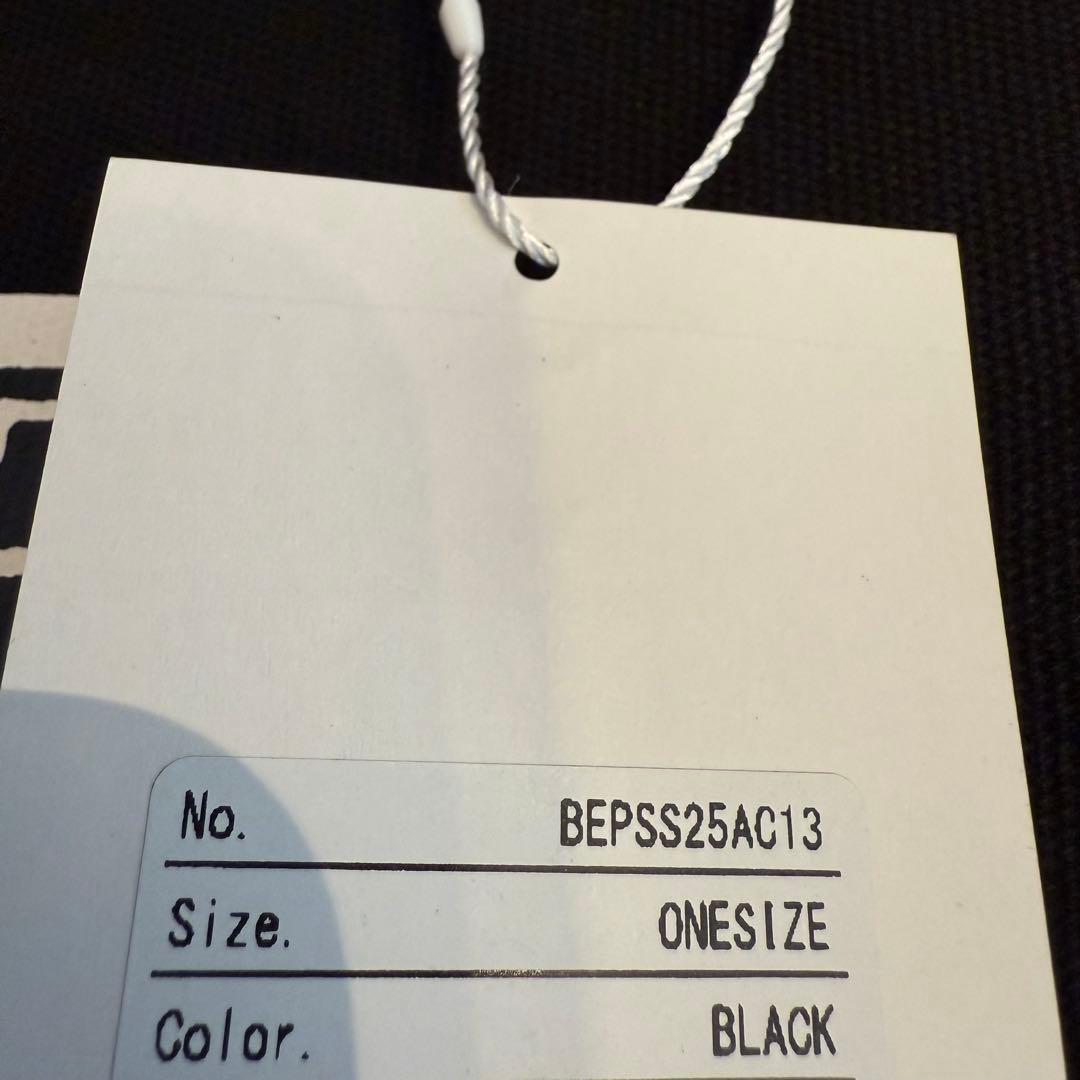 No. BEPSS25AC13
Size. ONESIZE
Color. BLACK